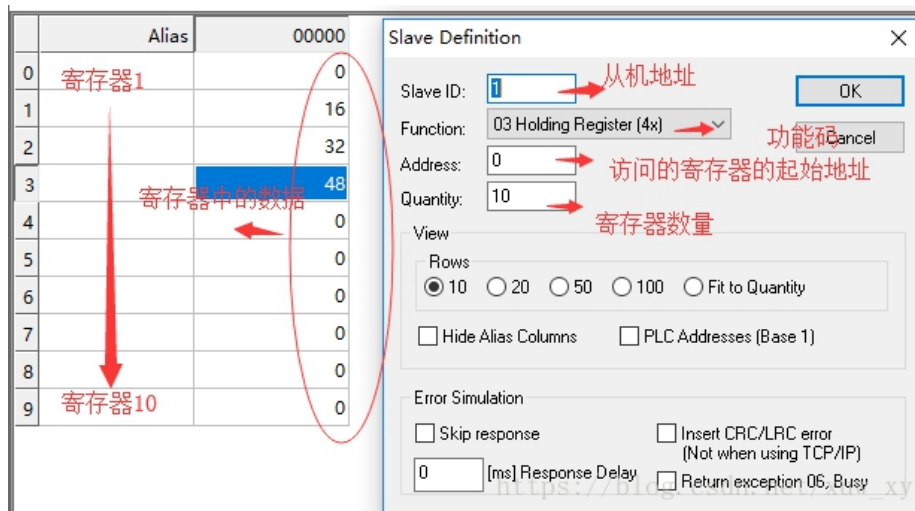 Alias 00000
0 寄存器1 0
1 16
2 32
3 48
寄存器中的数据
4 0
5 0
6 0
7 0
8 0
9 寄存器10 0
Slave Definition
Slave ID: 1 从机地址 OK
Function: 03 Holding Register (4x) 功能码 Cancel
Address: 0 访问的寄存器的起始地址
Quantity: 10 寄存器数量
View
Rows
10 20 50 100 Fit to Quantity
Hide Alias Columns PLC Addresses (Base 1)
Error Simulation
Skip response Insert CRC/LRC error
(Not when using TCP/IP)
0 [ms] Response Delay Return exception 06, Busy